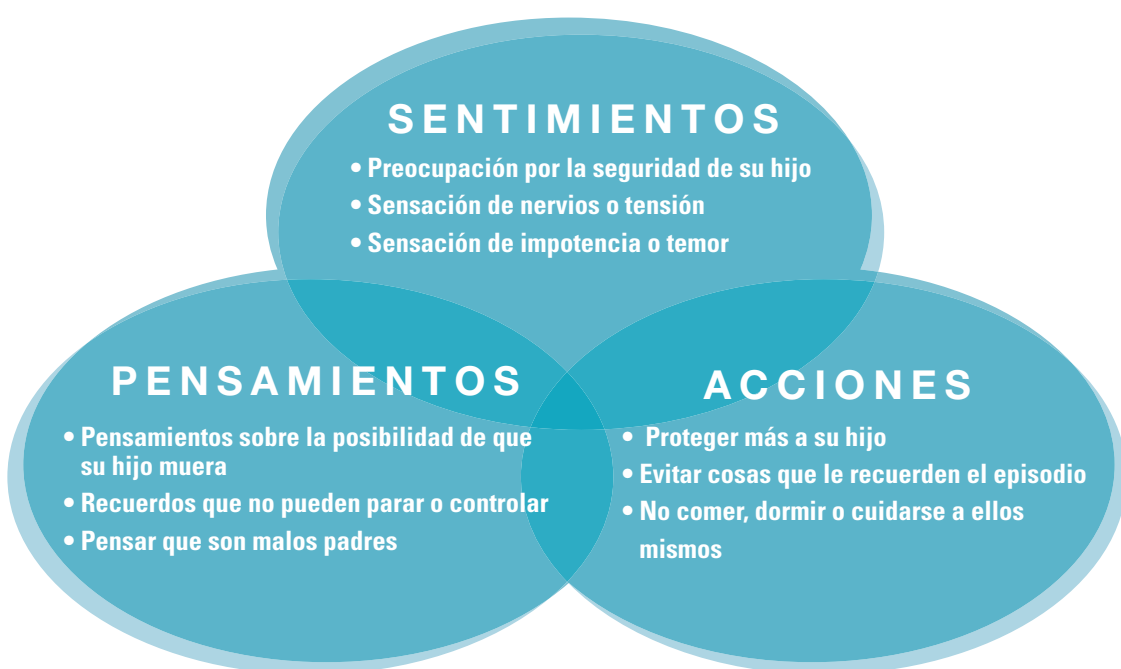 SENTIMIENTOS
• Preocupación por la seguridad de su hijo
• Sensación de nervios o tensión
• Sensación de impotencia o temor
PENSAMIENTOS
• Pensamientos sobre la posibilidad de que
su hijo muera
• Recuerdos que no pueden parar o controlar
• Pensar que son malos padres
ACCIONES
• Proteger más a su hijo
• Evitar cosas que le recuerden el episodio
• No comer, dormir o cuidarse a ellos
mismos